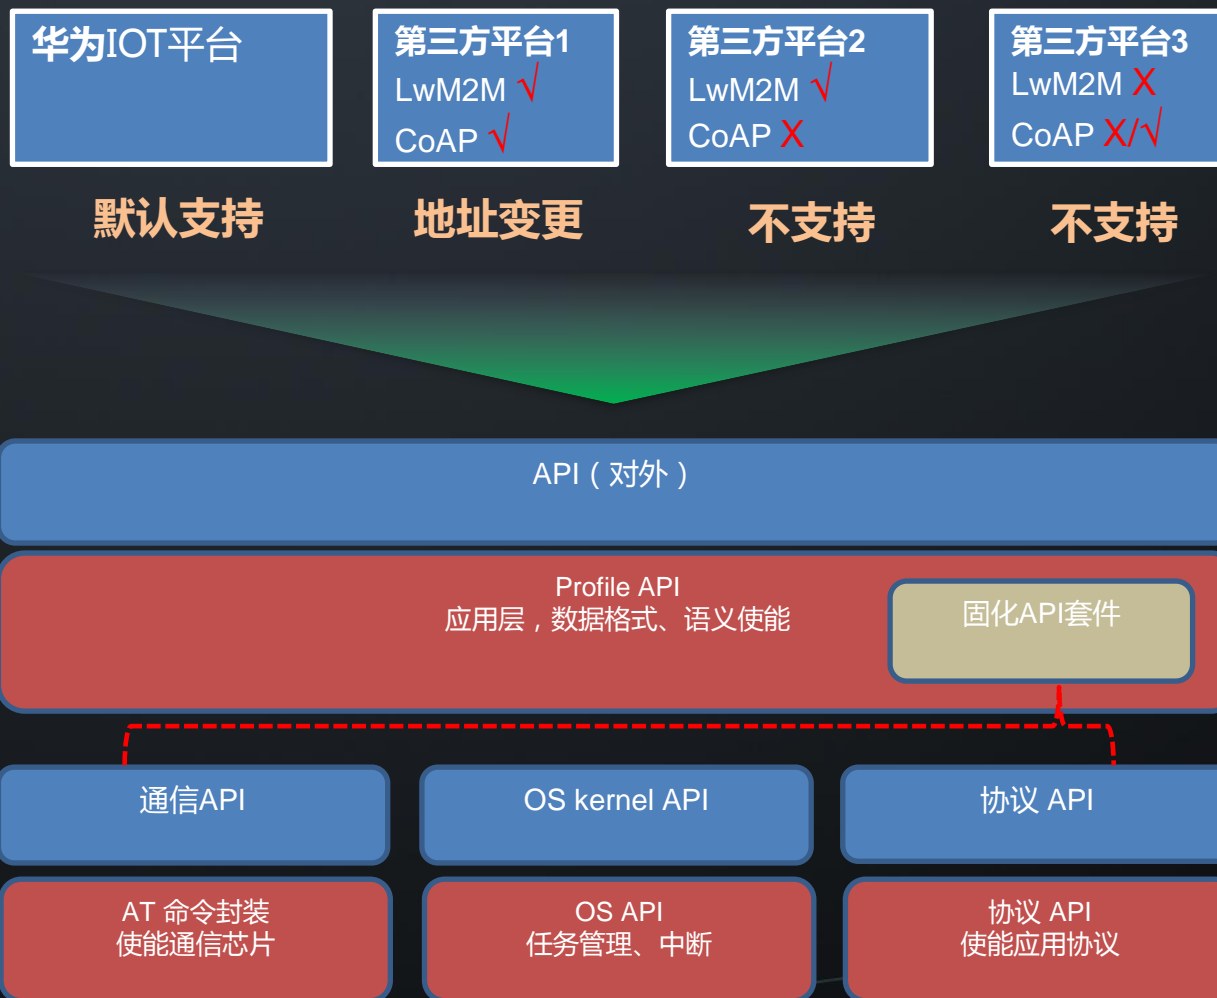 华为IOT平台
第三方平台1
LwM2M √
CoAP √
第三方平台2
LwM2M √
CoAP X
第三方平台3
LwM2M X
CoAP X/√
默认支持
地址变更
不支持
不支持
API（对外）
Profile API
应用层，数据格式、语义使能
固化API套件
通信API
OS kernel API
协议 API
AT 命令封装
使能通信芯片
OS API
任务管理、中断
协议 API
使能应用协议